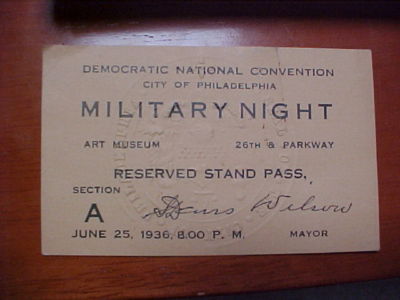 DEMOCRATIC NATIONAL CONVENTION
CITY OF PHILADELPHIA
MILITARY NIGHT
ART MUSEUM 26TH & PARKWAY
RESERVED STAND PASS,
SECTION
A Wilson
JUNE 25, 1936, 8.00 P. M. MAYOR